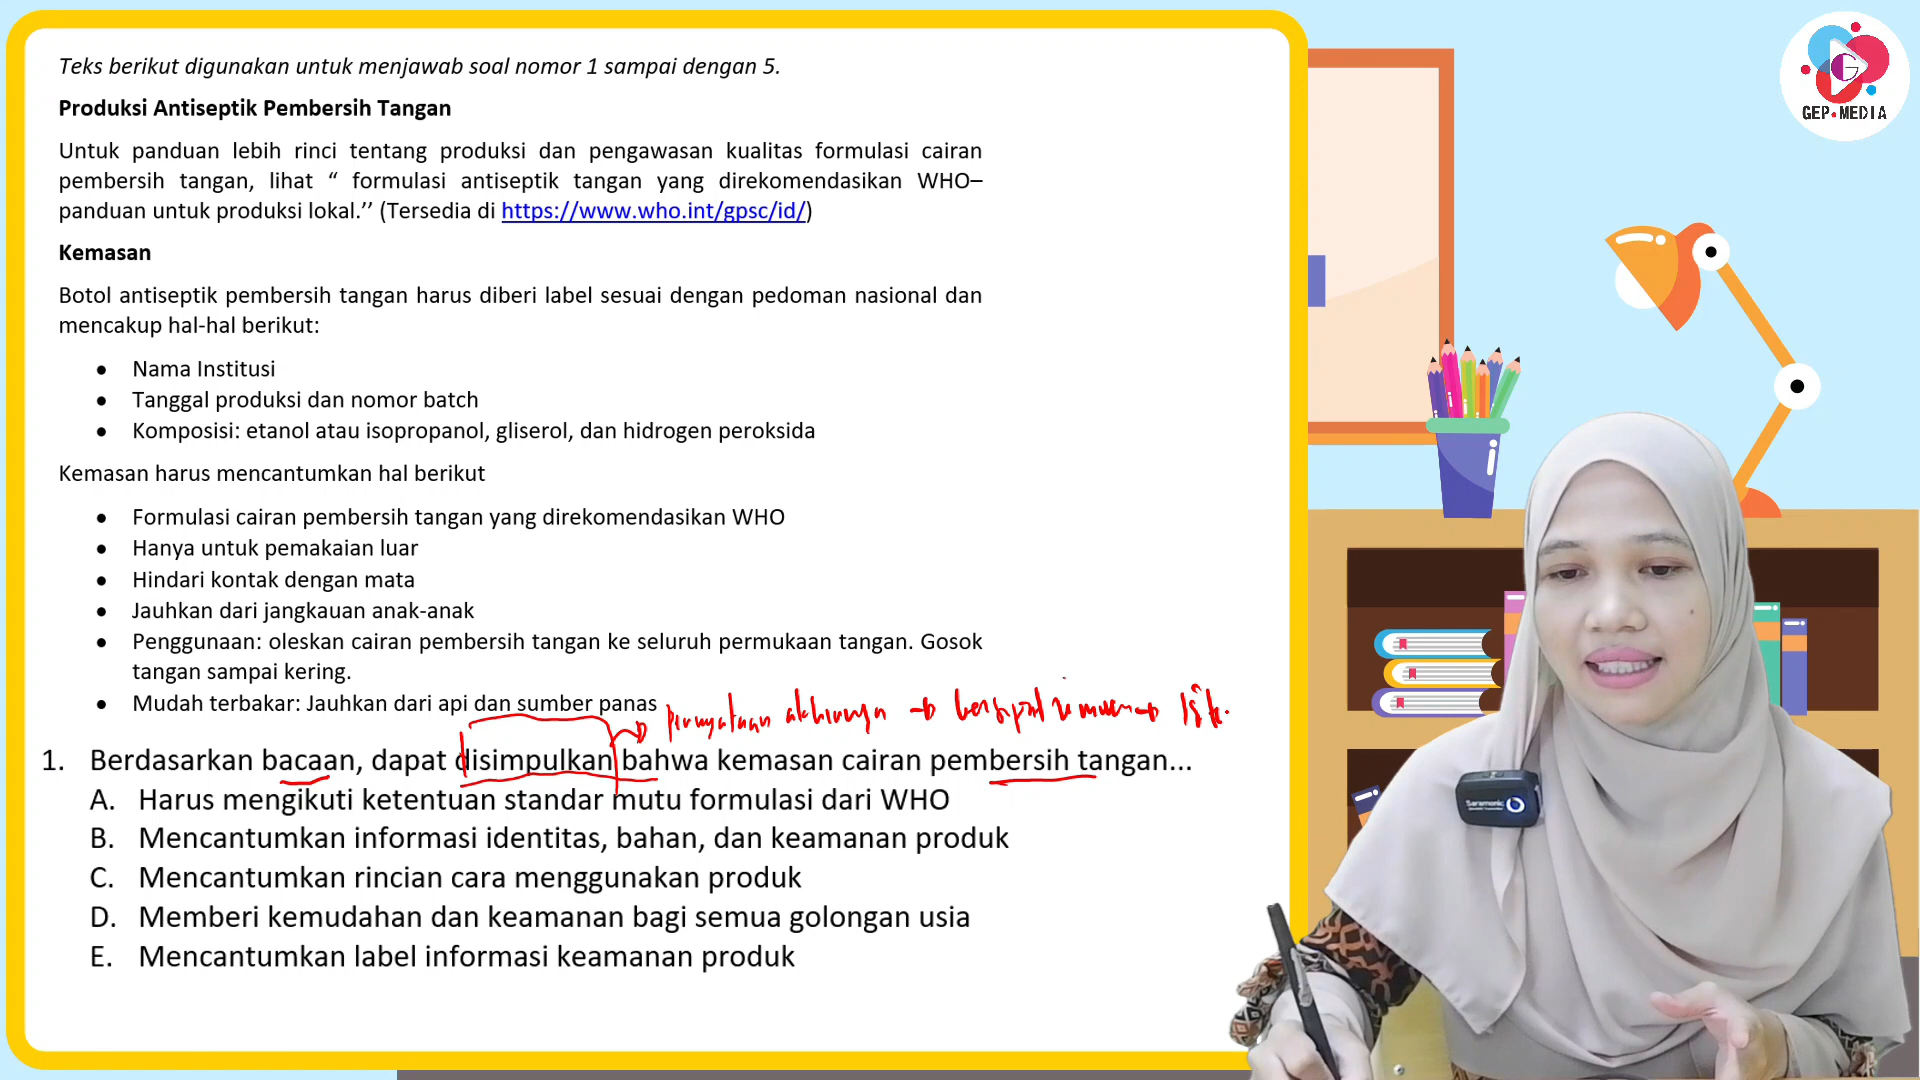 Teks berikut digunakan untuk menjawab soal nomor 1 sampai dengan 5.
Produksi Antiseptik Pembersih Tangan
Untuk panduan lebih rinci tentang produksi dan pengawasan kualitas formulasi cairan
pembersih tangan, lihat “ formulasi antiseptik tangan yang direkomendasikan WHO–
panduan untuk produksi lokal.’’ (Tersedia di https://www.who.int/gpsc/id/)
Kemasan
Botol antiseptik pembersih tangan harus diberi label sesuai dengan pedoman nasional dan
mencakup hal-hal berikut:
• Nama Institusi
• Tanggal produksi dan nomor batch
• Komposisi: etanol atau isopropanol, gliserol, dan hidrogen peroksida
Kemasan harus mencantumkan hal berikut
• Formulasi cairan pembersih tangan yang direkomendasikan WHO
• Hanya untuk pemakaian luar
• Hindari kontak dengan mata
• Jauhkan dari jangkauan anak-anak
• Penggunaan: oleskan cairan pembersih tangan ke seluruh permukaan tangan. Gosok
tangan sampai kering.
• Mudah terbakar: Jauhkan dari api dan sumber panas
1. Berdasarkan bacaan, dapat disimpulkan bahwa kemasan cairan pembersih tangan...
A. Harus mengikuti ketentuan standar mutu formulasi dari WHO
B. Mencantumkan informasi identitas, bahan, dan keamanan produk
C. Mencantumkan rincian cara menggunakan produk
D. Memberi kemudahan dan keamanan bagi semua golongan usia
E. Mencantumkan label informasi keamanan produk
GEP•MEDIA
Saramonic